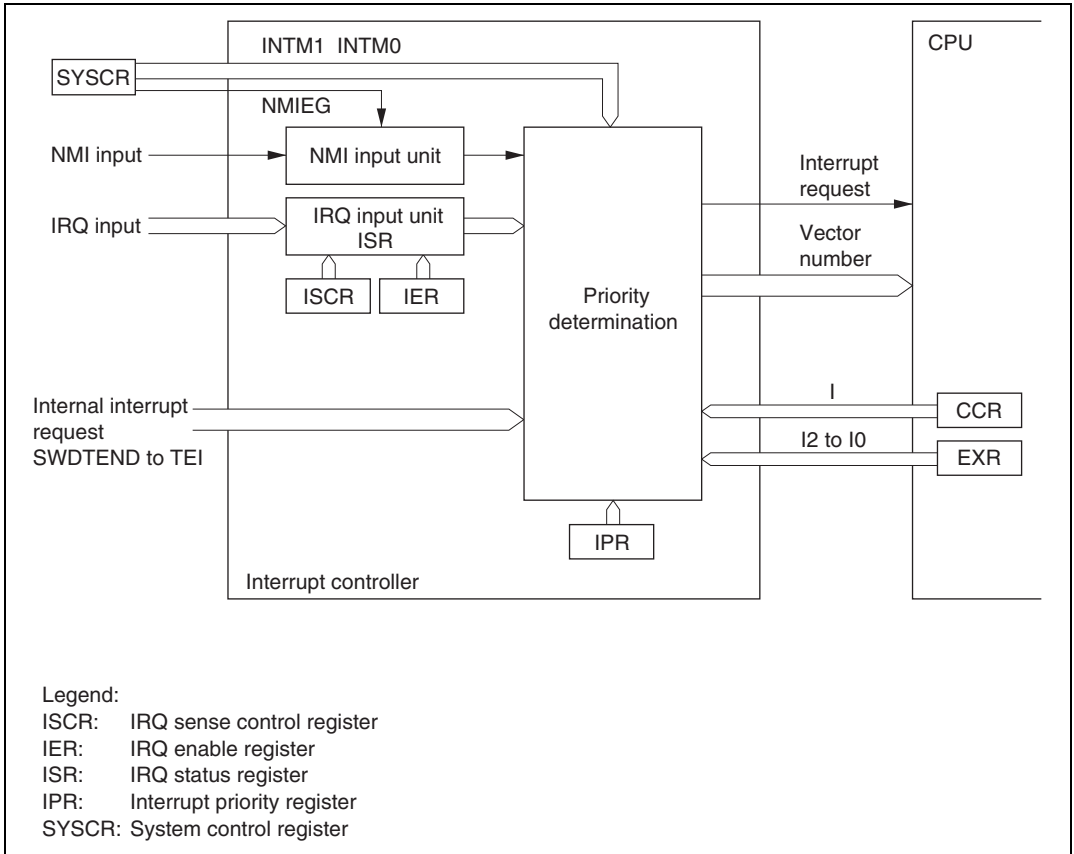 INTM1 INTM0
CPU
SYSCR
NMIEG
NMI input
NMI input unit
Interrupt
request
IRQ input
IRQ input unit
ISR
Vector
number
ISCR
IER
Priority
determination
Internal interrupt
request
SWDTEND to TEI
I
CCR
I2 to I0
EXR
IPR
Interrupt controller
Legend:
ISCR: IRQ sense control register
IER: IRQ enable register
ISR: IRQ status register
IPR: Interrupt priority register
SYSCR: System control register